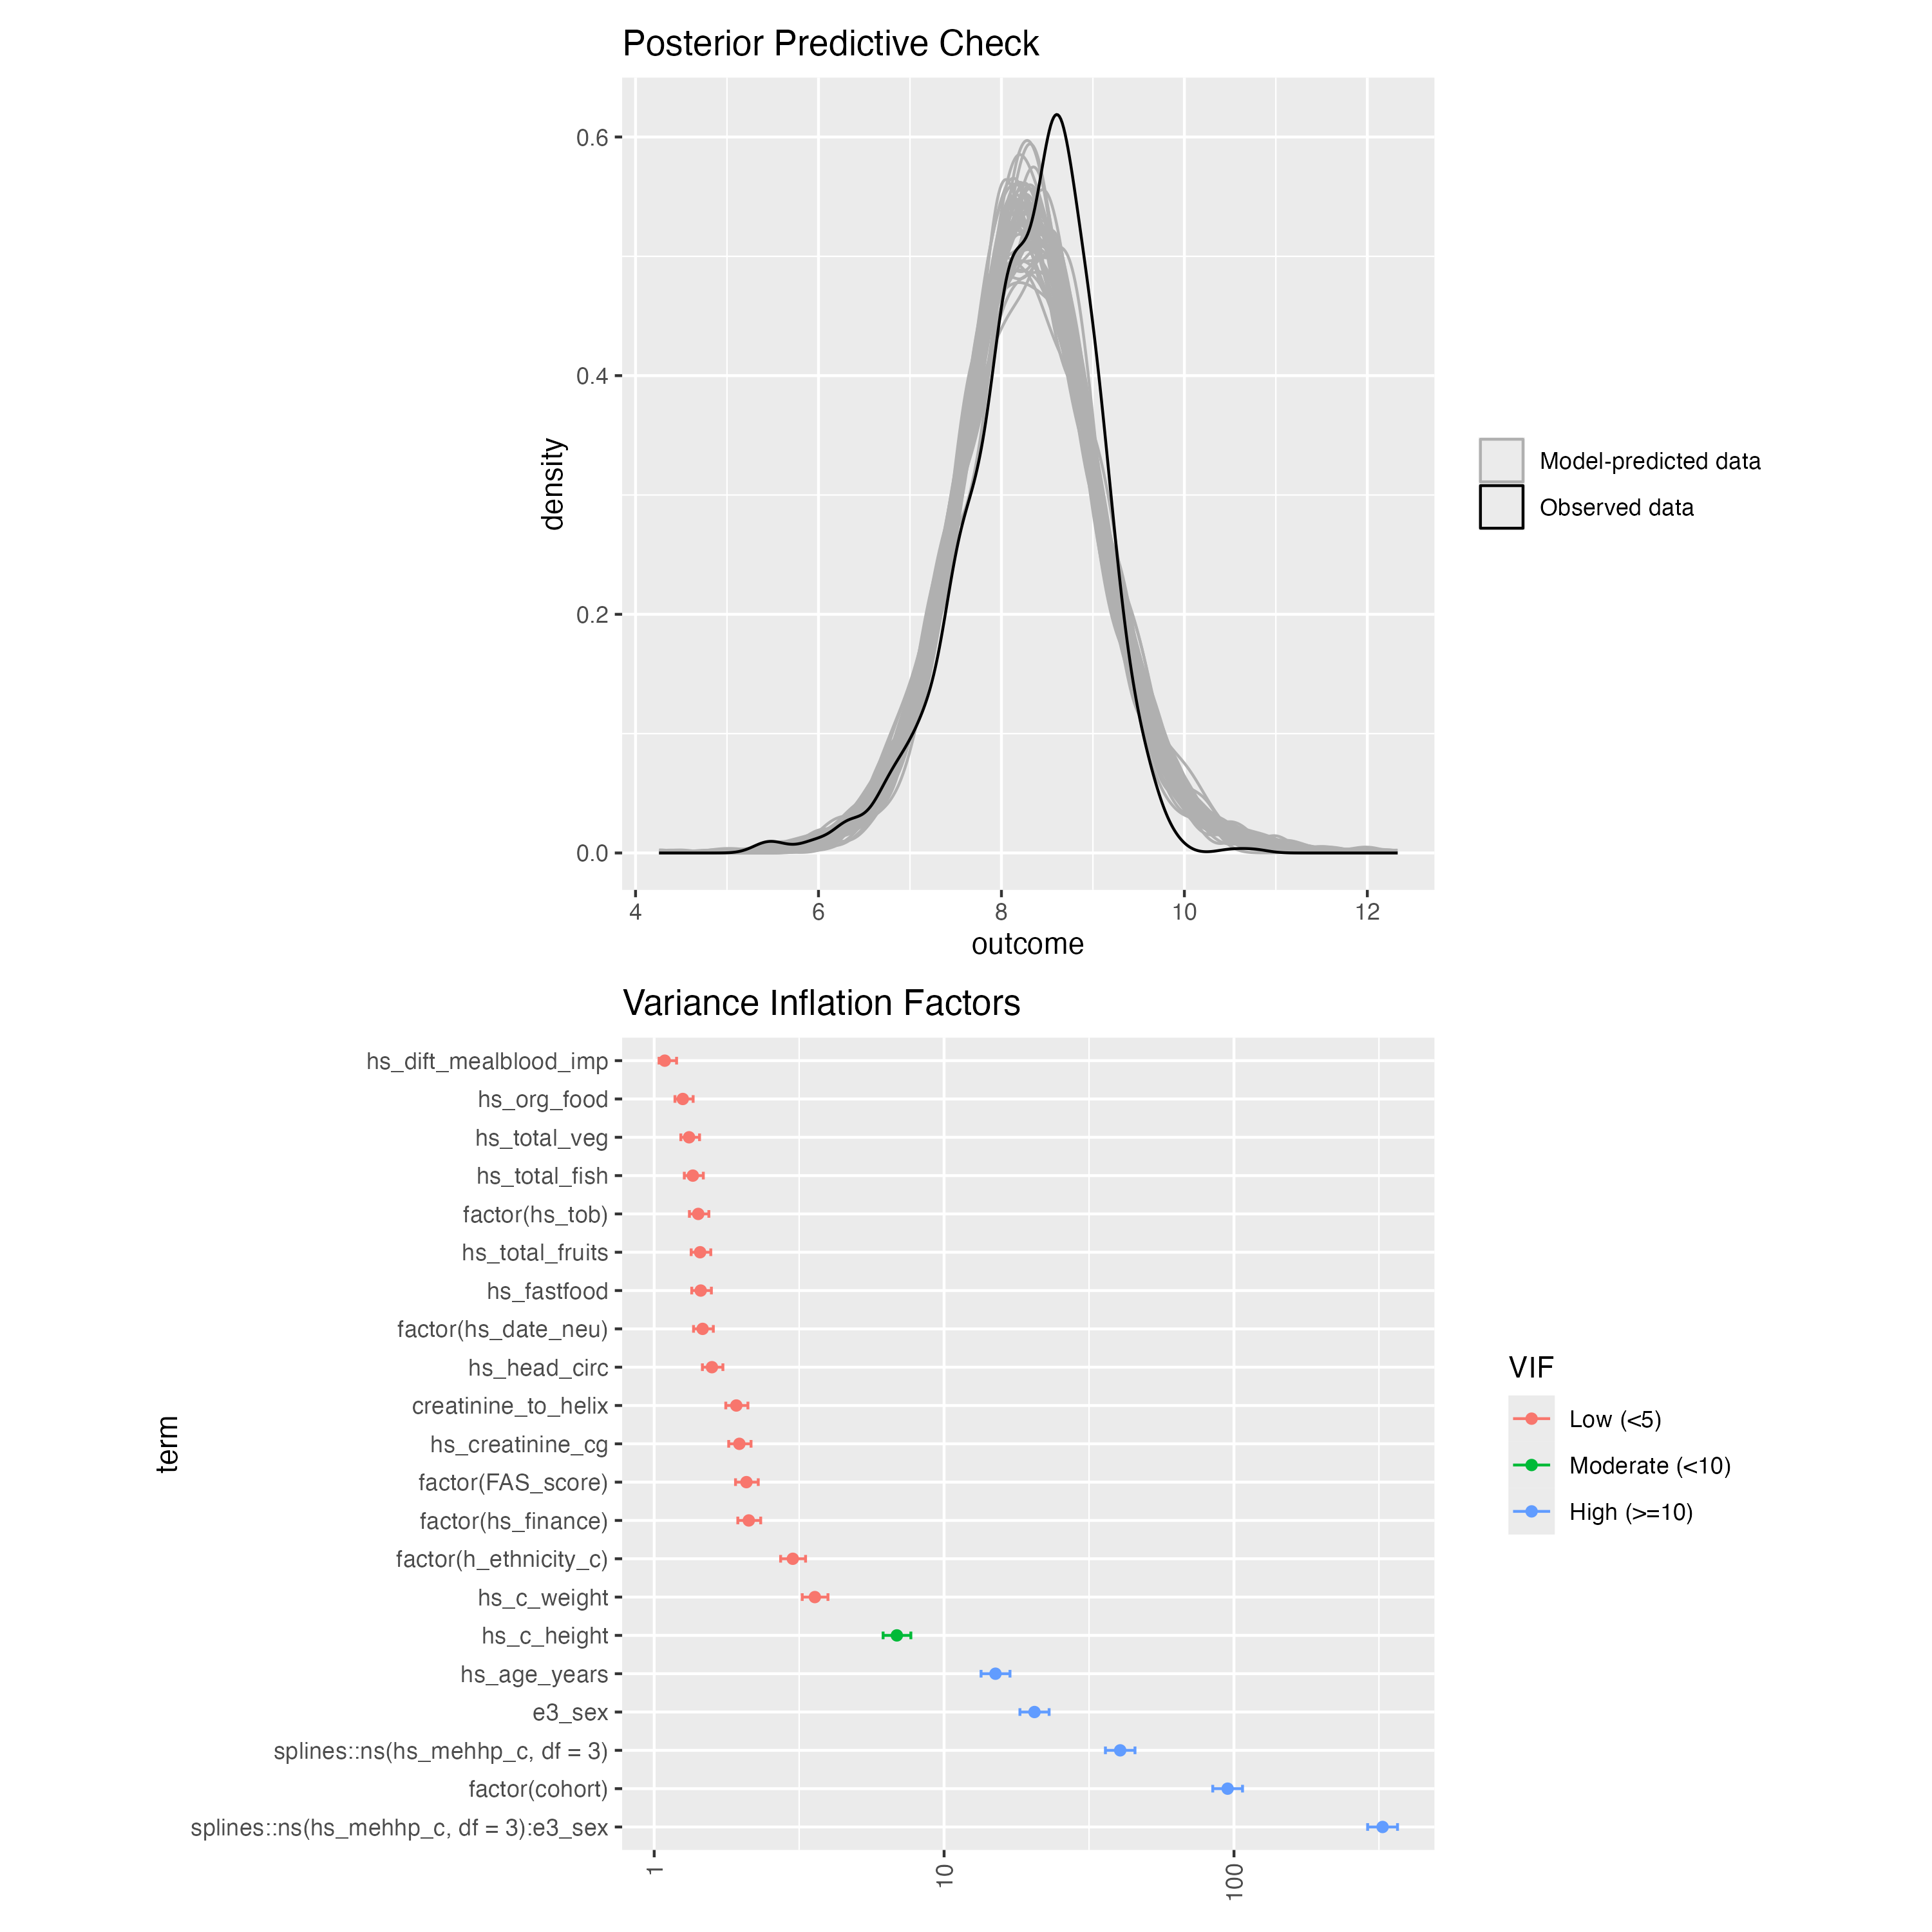 Posterior Predictive Check
0.6
0.4
0.2
0.0
density
4
6
8
10
12
outcome
Model-predicted data
Observed data
Variance Inflation Factors
hs_dift_mealblood_imp
hs_org_food
hs_total_veg
hs_total_fish
factor(hs_tob)
hs_total_fruits
hs_fastfood
factor(hs_date_neu)
hs_head_circ
creatinine_to_helix
hs_creatinine_cg
factor(FAS_score)
factor(hs_finance)
factor(h_ethnicity_c)
hs_c_weight
hs_c_height
hs_age_years
e3_sex
splines::ns(hs_mehhp_c, df = 3)
factor(cohort)
splines::ns(hs_mehhp_c, df = 3):e3_sex
term
1
10
100
VIF
Low (<5)
Moderate (<10)
High (>=10)